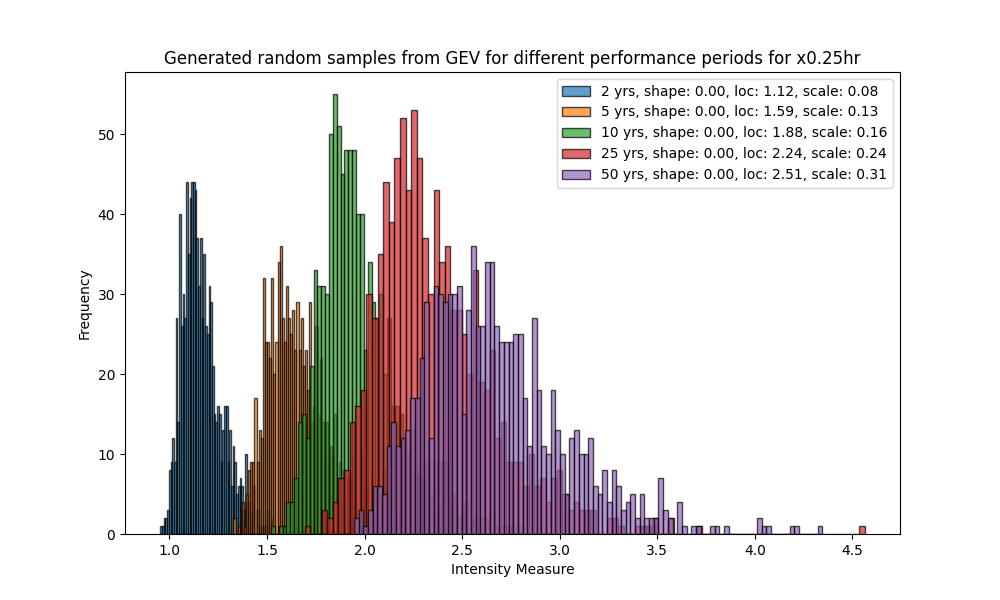 Generated random samples from GEV for different performance periods for x0.25hr
2 yrs, shape: 0.00, loc: 1.12, scale: 0.08
5 yrs, shape: 0.00, loc: 1.59, scale: 0.13
10 yrs, shape: 0.00, loc: 1.88, scale: 0.16
25 yrs, shape: 0.00, loc: 2.24, scale: 0.24
50 yrs, shape: 0.00, loc: 2.51, scale: 0.31
Frequency
50
40
30
20
10
0
1.0 1.5 2.0 2.5 3.0 3.5 4.0 4.5
Intensity Measure